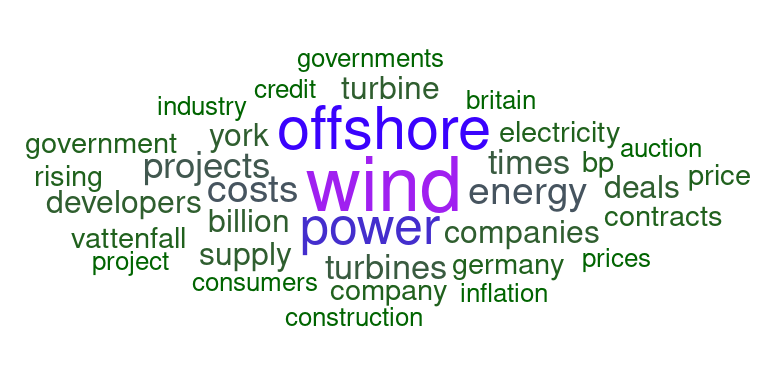 governments
credit turbine britain
industry york offshore electricity
government projects times bp auction
rising costs wind energy deals price
developers billion power companies contracts
vattenfall supply turbines germany prices
project consumers company inflation
construction